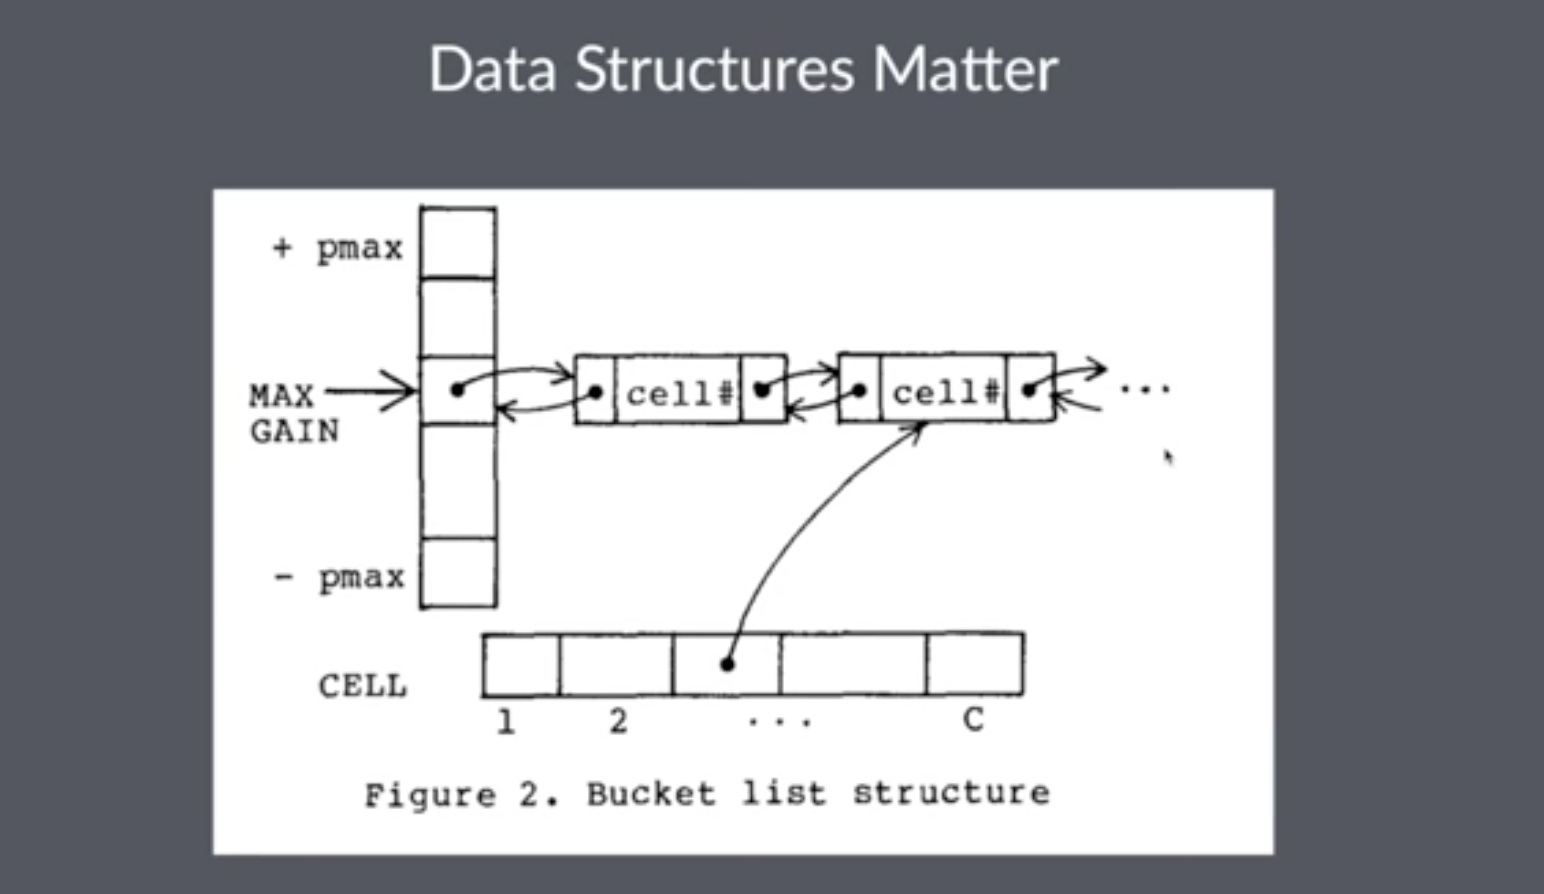 Data Structures Matter
+ pmax
MAX
GAIN
cell#
cell#
...
- pmax
CELL
1 2 ... C
Figure 2. Bucket list structure